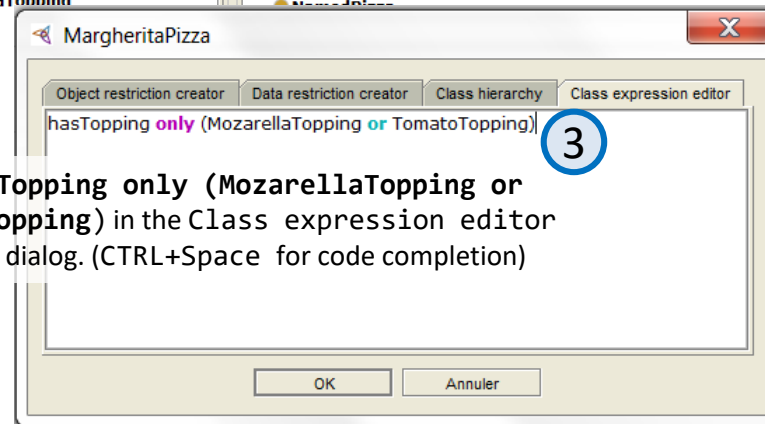 MargheritaPizza
X
Object restriction creator Data restriction creator Class hierarchy Class expression editor
hasTopping only (MozarellaTopping or TomatoTopping)
3
Topping only (MozarellaTopping or
opping) in the Class expression editor
dialog. (CTRL+Space for code completion)
OK Annuler